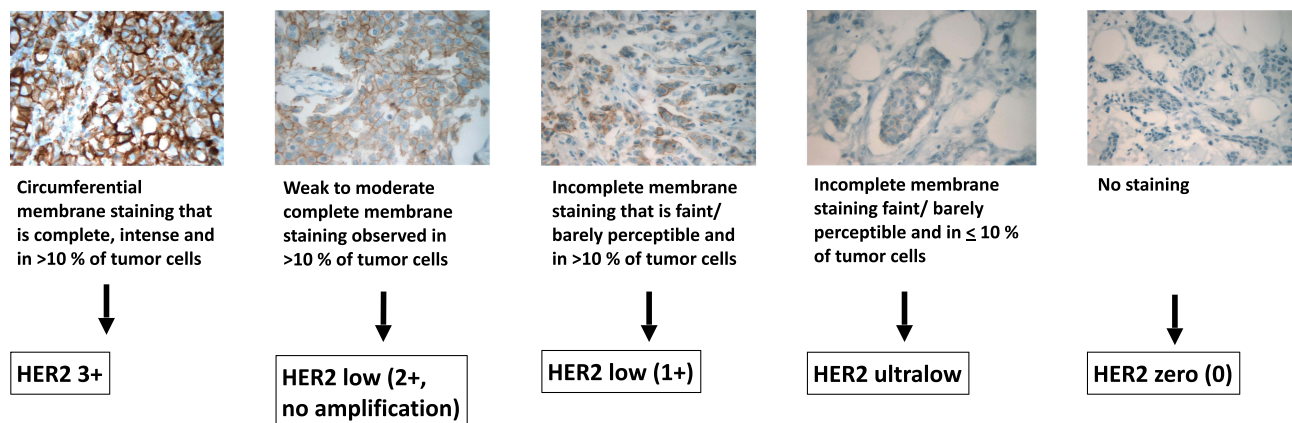 Circumferential
membrane staining that
is complete, intense and
in >10 % of tumor cells
Weak to moderate
complete membrane
staining observed in
>10 % of tumor cells
Incomplete membrane
staining that is faint/
barely perceptible and
in >10 % of tumor cells
Incomplete membrane
staining faint/ barely
perceptible and in ≤ 10 %
of tumor cells
No staining
HER2 3+
HER2 low (2+,
no amplification)
HER2 low (1+)
HER2 ultralow
HER2 zero (0)